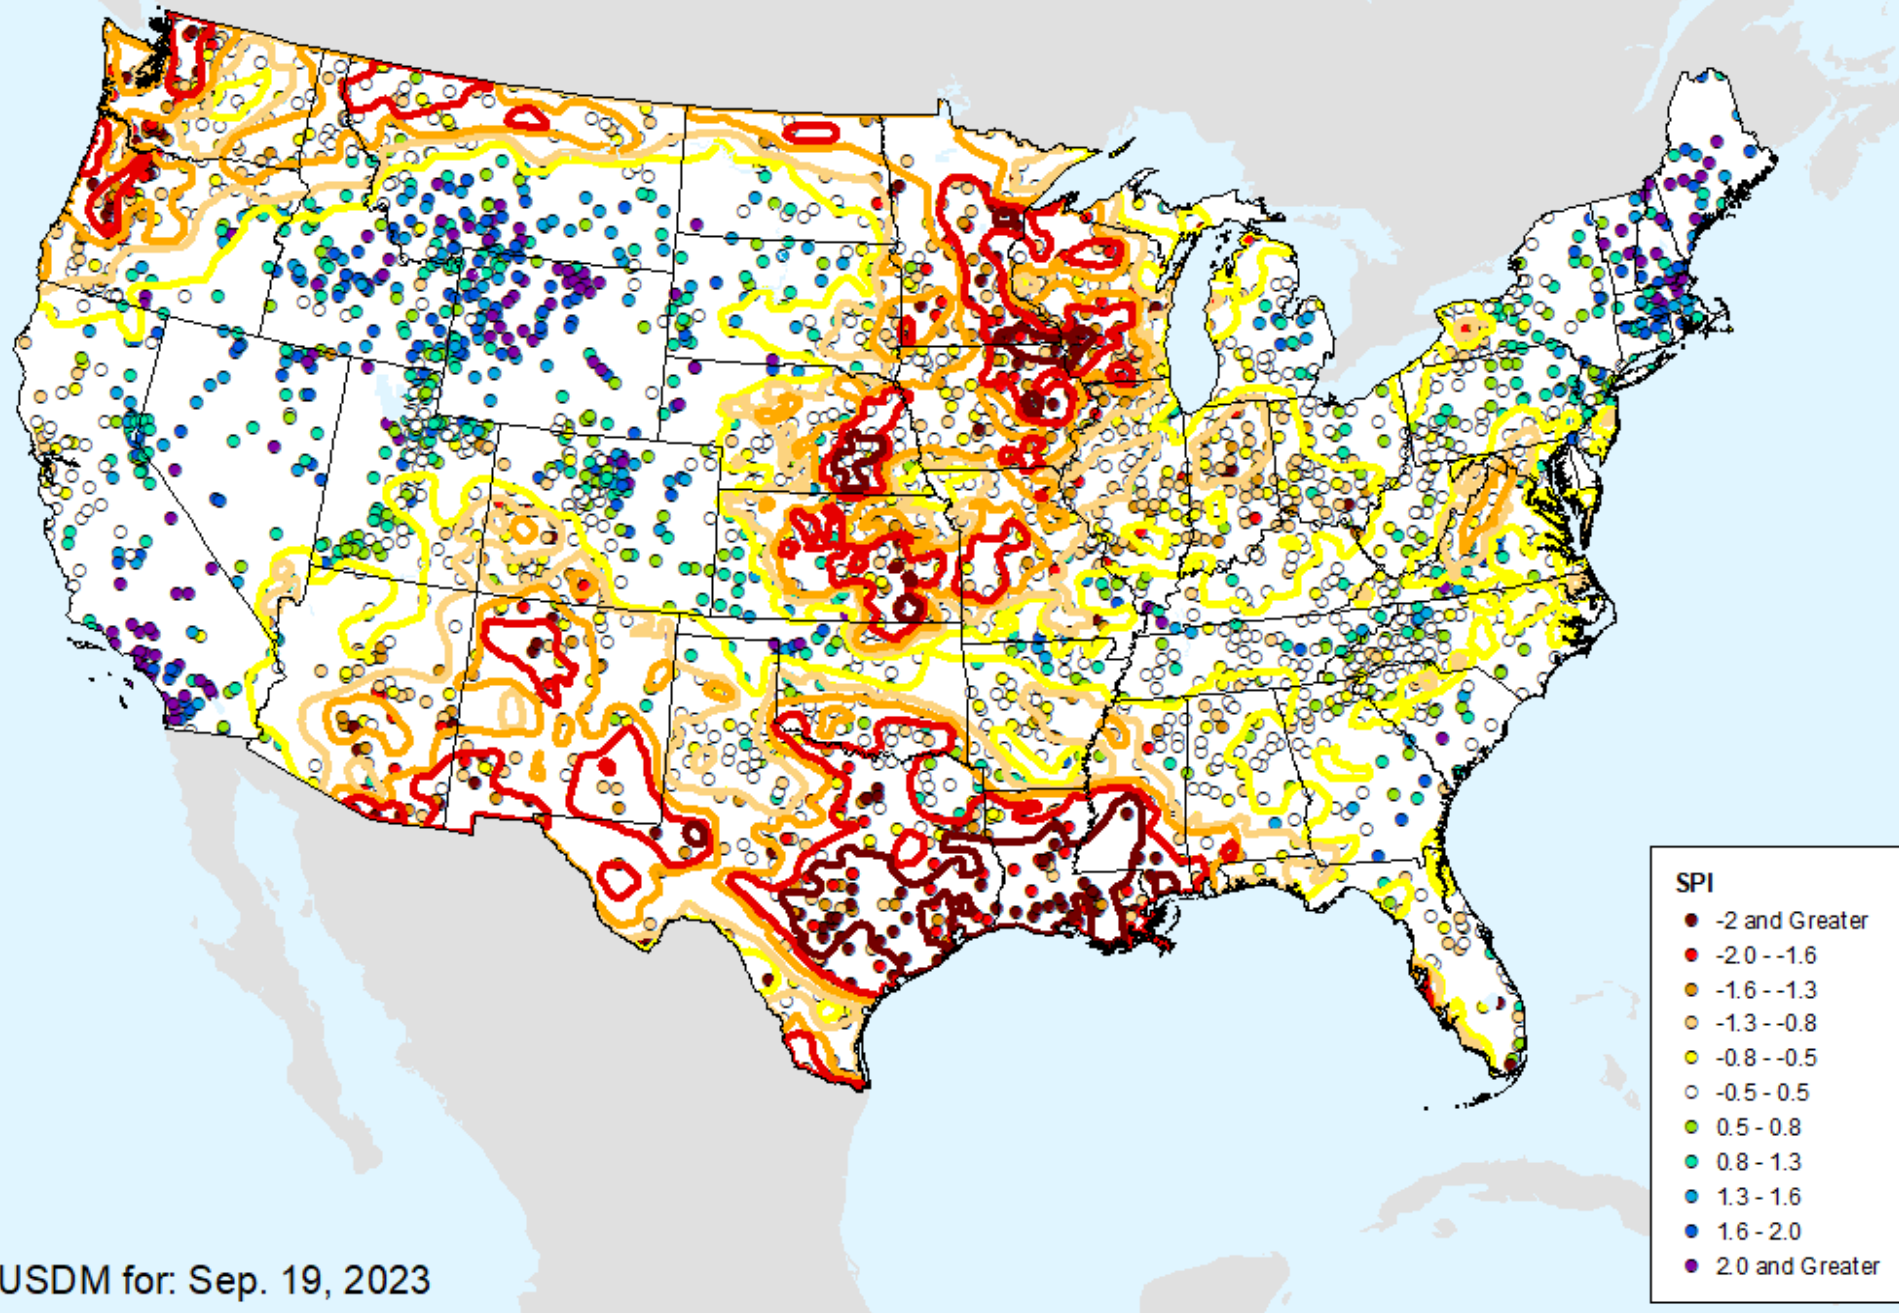 SPI
-2 and Greater
-2.0 - -1.6
-1.6 - -1.3
-1.3 - -0.8
-0.8 - -0.5
-0.5 - 0.5
0.5 - 0.8
0.8 - 1.3
1.3 - 1.6
1.6 - 2.0
2.0 and Greater
USDM for: Sep. 19, 2023